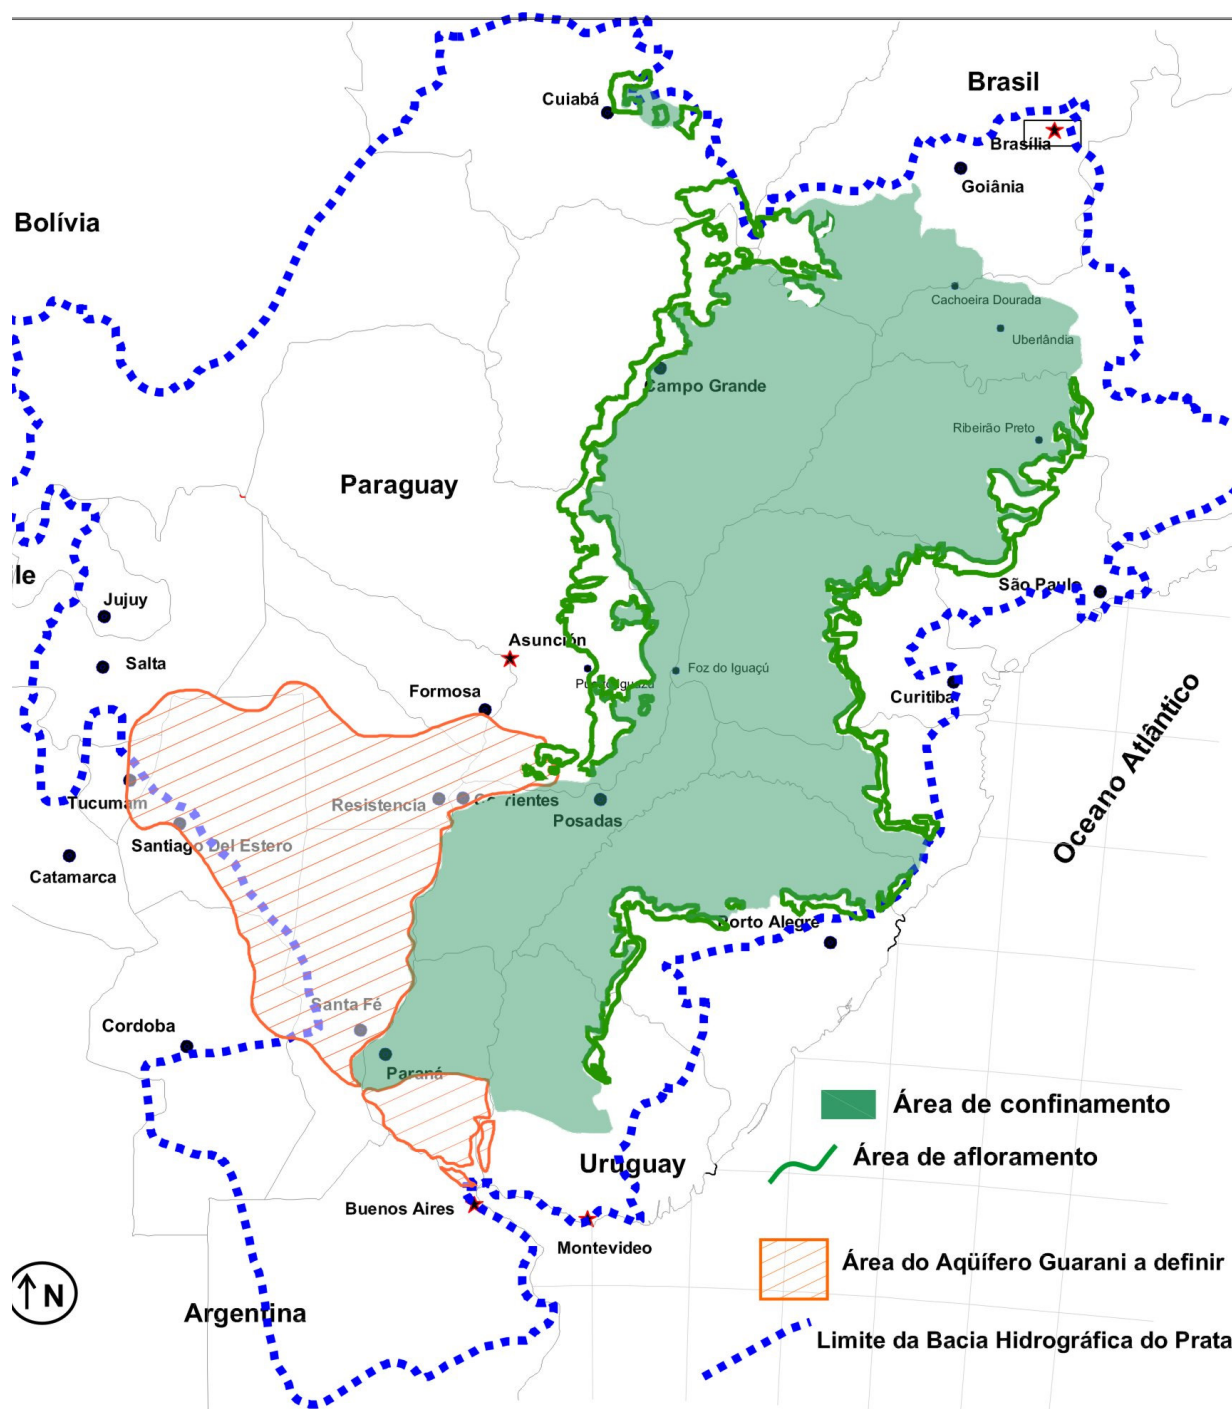 Brasil
Cuiabá
Brasília
Goiânia
Bolívia
Cachoeira Dourada
Uberlândia
Campo Grande
Ribeirão Preto
Paraguay
le
São Paulo
Jujuy
Asunción
Salta
Foz do Iguaçú
Formosa
Curitiba
Oceano Atlântico
Tucumam
Resistencia
Corrientes
Posadas
Santiago Del Estero
Catamarca
Porto Alegre
Santa Fé
Cordoba
Paraná
Área de confinamento
Área de afloramento
Uruguay
Buenos Aires
Montevideo
Área do Aqüífero Guarani a definir
N
Argentina
Limite da Bacia Hidrográfica do Prata